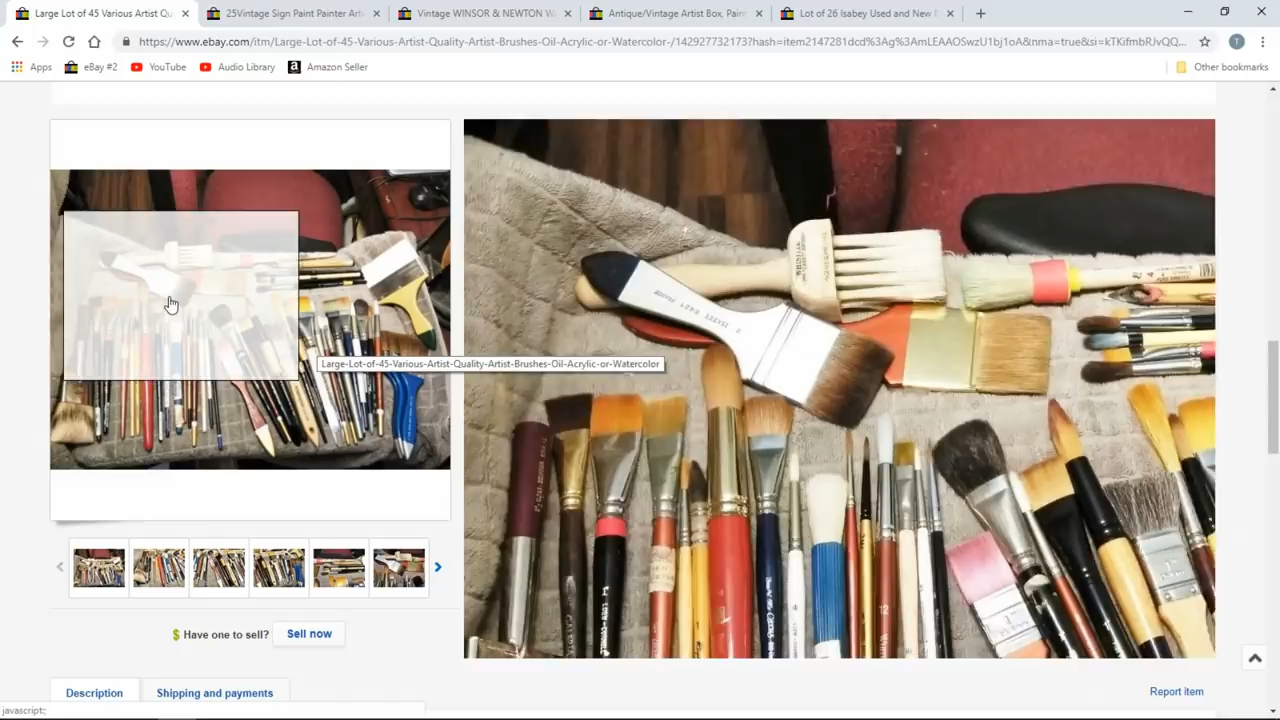 Large Lot of 45 Various Artist Qu
25Vintage Sign Paint Painter Art
Vintage WINSOR & NEWTON W
Antique/Vintage Artist Box, Pain
Lot of 26 Isabey Used and New
https://www.ebay.com/itm/Large-Lot-of-45-Various-Artist-Quality-Artist-Brushes-Oil-Acrylic-or-Watercolor-/142927732173?hash=item2147281dcd%3Ag%3AmLEAAOSwzU1bj1oA&nma=true&si=kTKifmbRJvQQ...
T
Apps
eBay #2
YouTube
Audio Library
Amazon Seller
Other bookmarks
Large-Lot-of-45-Various-Artist-Quality-Artist-Brushes-Oil-Acrylic-or-Watercolor
$ Have one to sell?
Sell now
Description
Shipping and payments
Report item
javascript:;